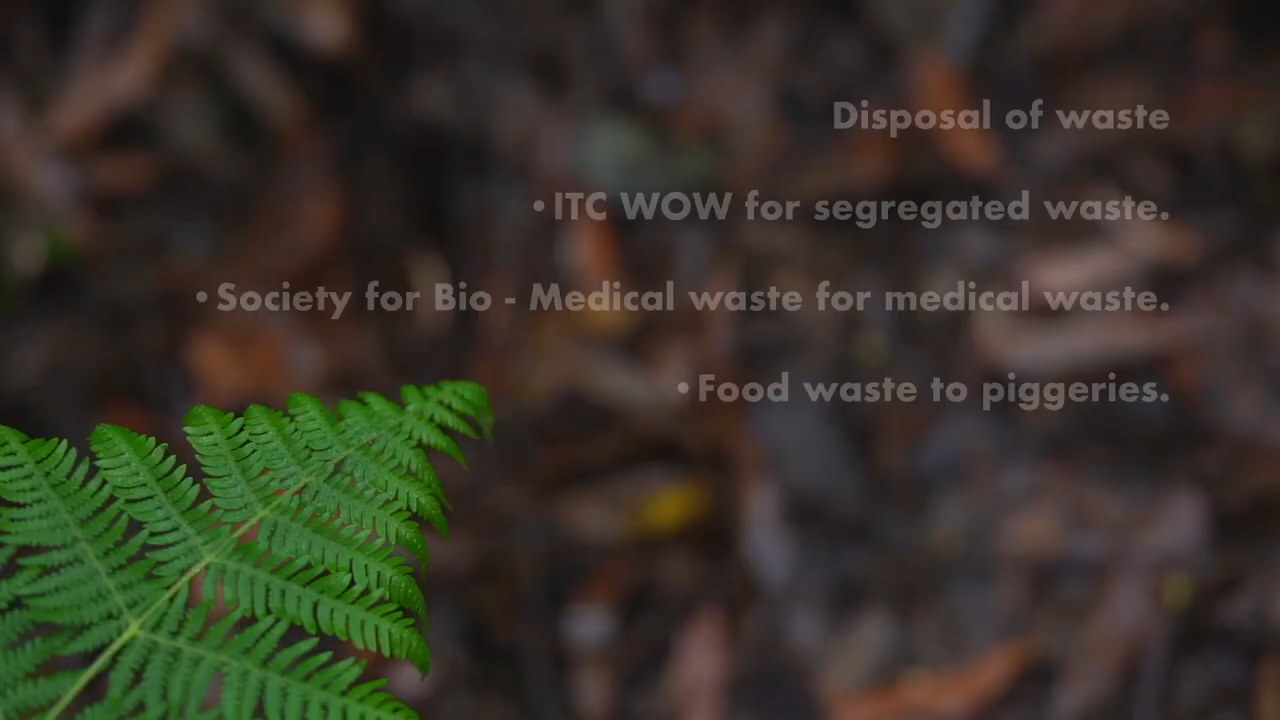 Disposal of waste
• ITC WOW for segregated waste.
• Society for Bio - Medical waste for medical waste.
• Food waste to piggeries.